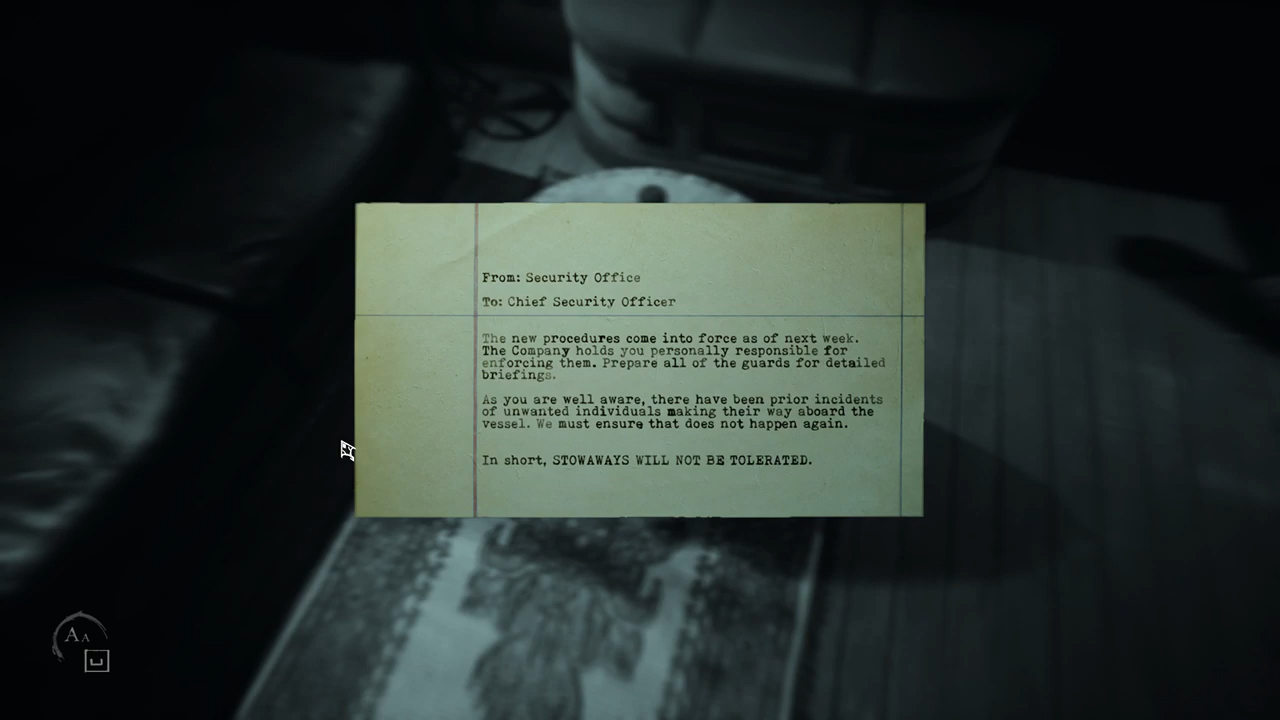 From: Security Office
To: Chief Security Officer
The new procedures come into force as of next week.
The Company holds you personally responsible for
enforcing them. Prepare all of the guards for detailed
briefings.
As you are well aware, there have been prior incidents
of unwanted individuals making their way aboard the
vessel. We must ensure that does not happen again.
In short, STOWAWAYS WILL NOT BE TOLERATED.
AA